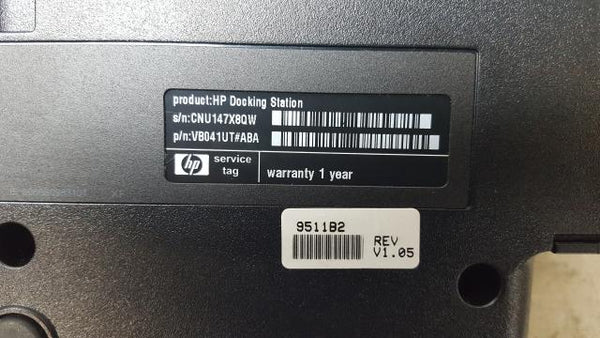 product:HP Docking Station
s/n:CNU147X8QW
p/n:VB041UT#ABA
hp
service
tag
warranty 1 year
9511B2
REV
V1.05